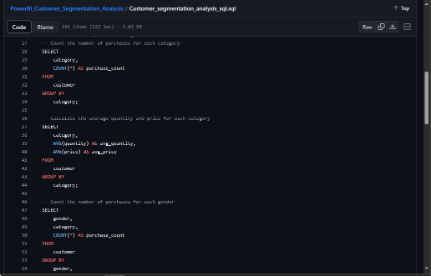 PowerBI_Customer_Segmentation_Analysis / Customer_segmentation_analysis_sql.sql
Top
Code Blame 142 lines (122 loc) · 3.01 KB
Raw
27 -- Count the number of purchases for each category
28 SELECT
29 category,
30 COUNT(*) AS purchase_count
31 FROM
32 customer
33 GROUP BY
34 category;
35
36 -- Calculate the average quantity and price for each category
37 SELECT
38 category,
39 AVG(quantity) AS avg_quantity,
40 AVG(price) AS avg_price
41 FROM
42 customer
43 GROUP BY
44 category;
45
46 -- Count the number of purchases for each gender
47 SELECT
48 gender,
49 category,
50 COUNT(*) AS purchase_count
51 FROM
52 customer
53 GROUP BY
54 gender,